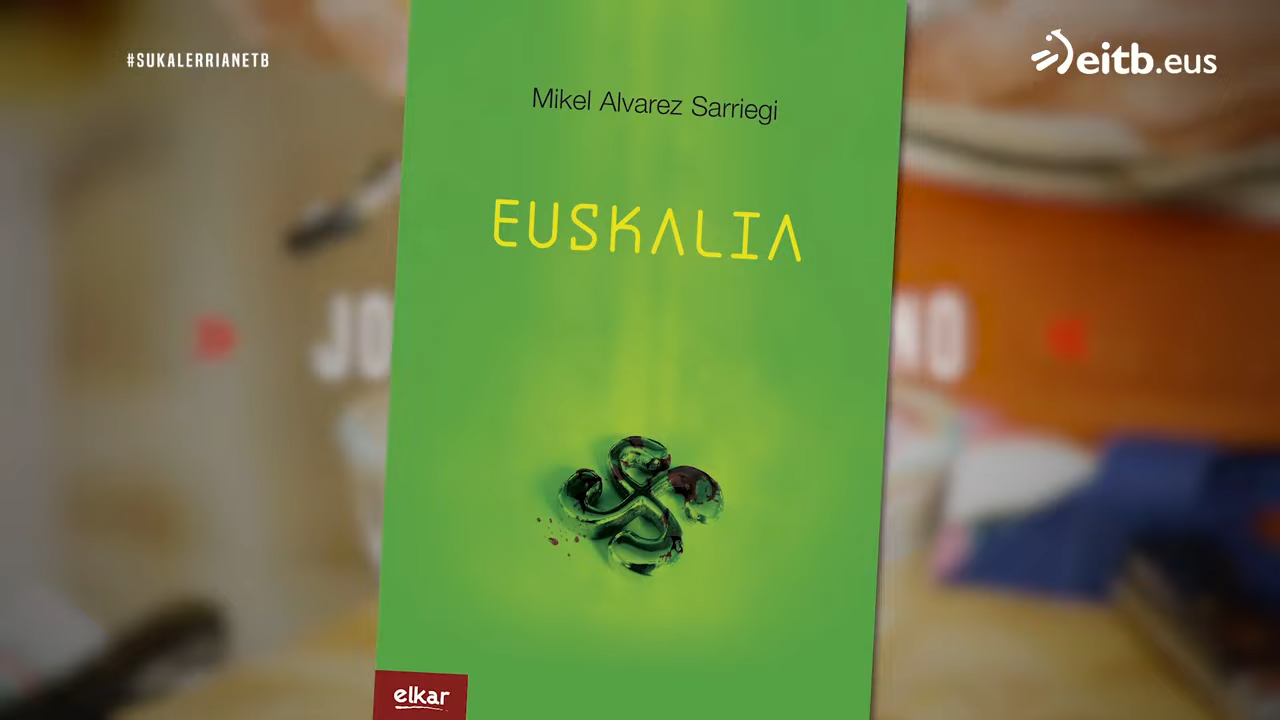 #SUKALERRIANETB
eitb.eus
Mikel Alvarez Sarriegi
EUSKALIA
elkar